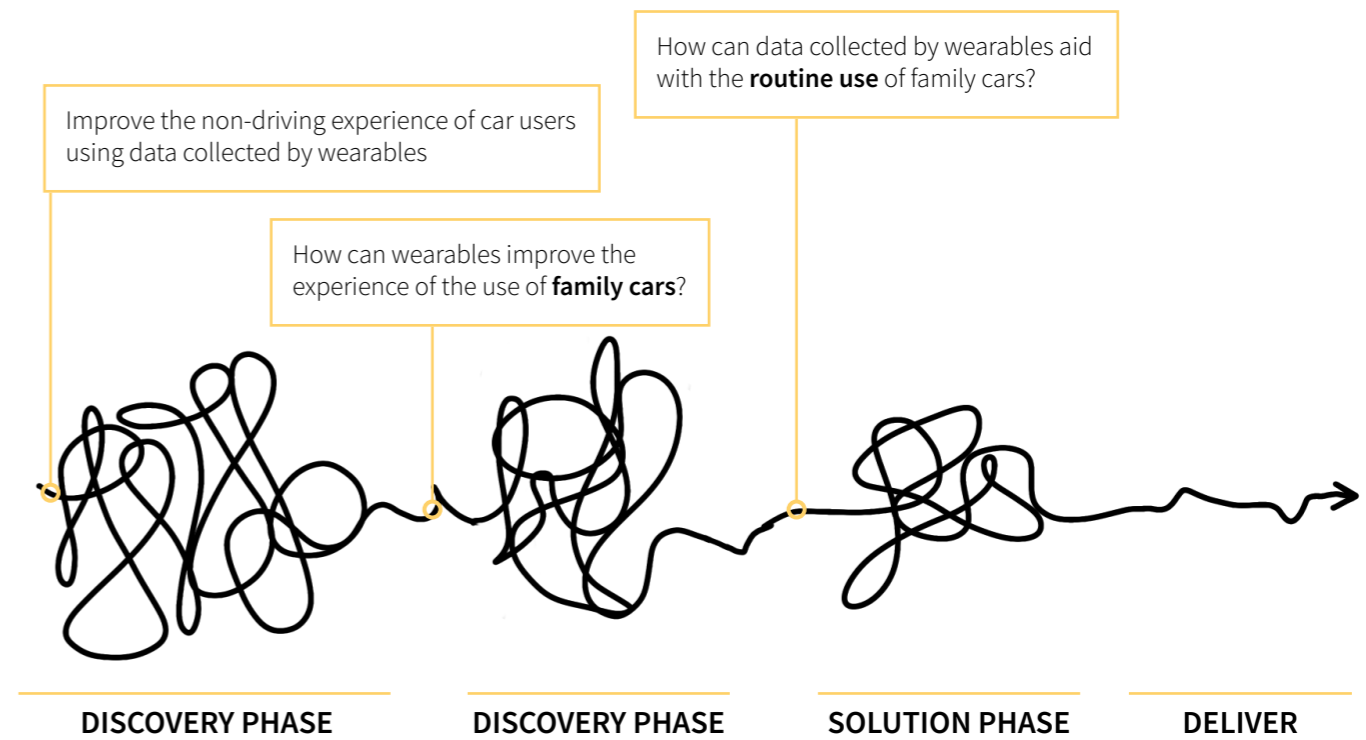 How can data collected by wearables aid
with the routine use of family cars?
Improve the non-driving experience of car users
using data collected by wearables
How can wearables improve the
experience of the use of family cars?
DISCOVERY PHASE
DISCOVERY PHASE
SOLUTION PHASE
DELIVER